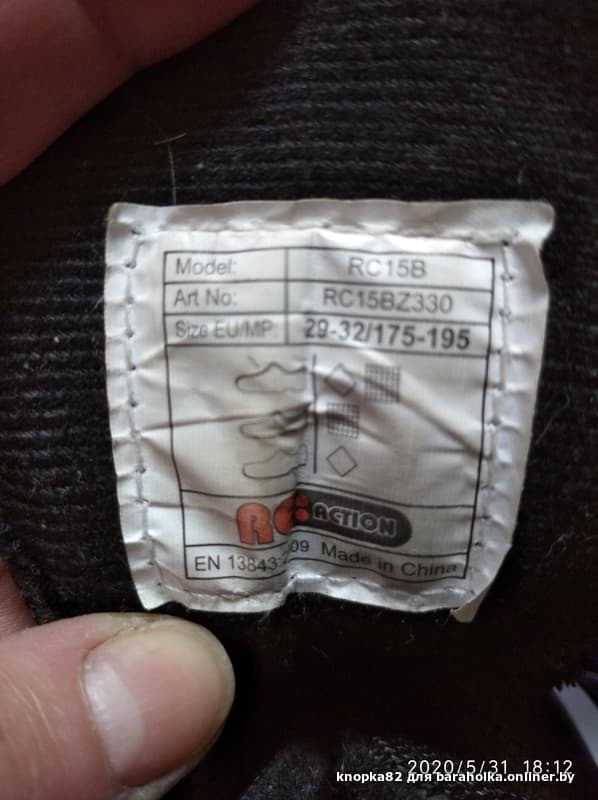 Model: RC15B
Art No: RC15BZ330
Size EU/MP: 29-32/175-195
RC: ACTION
EN 13843: 09 Made in China
2020/5/31 18:12
knopka82 для baraholka.onliner.by